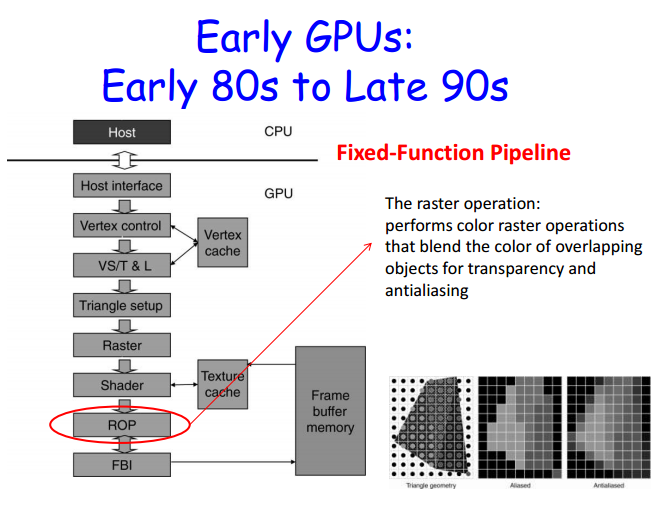 Early GPUs:
Early 80s to Late 90s
Host
CPU
Fixed-Function Pipeline
Host interface
GPU
Vertex control
Vertex
cache
VS/T & L
Triangle setup
Raster
Shader
Texture
cache
Frame
buffer
memory
ROP
FBI
The raster operation:
performs color raster operations
that blend the color of overlapping
objects for transparency and
antialiasing
Triangle geometry
Aliased
Antialiased